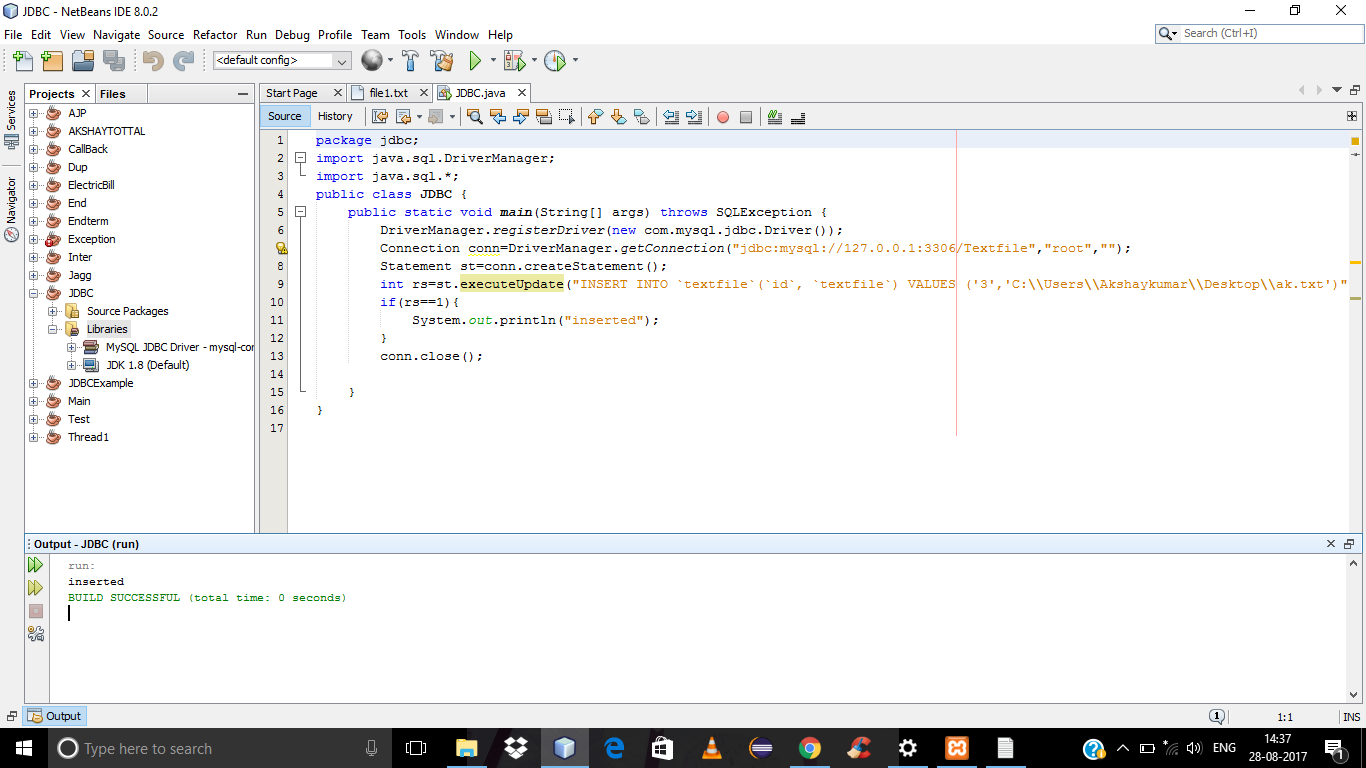 JDBC - NetBeans IDE 8.0.2
File Edit View Navigate Source Refactor Run Debug Profile Team Tools Window Help
Search (Ctrl+I)
<default config>
Services
Navigator
Projects
Files
AJP
AKSHAYTOTTAL
CallBack
Dup
ElectricBill
End
Endterm
Exception
Inter
Jagg
JDBC
Source Packages
Libraries
MySQL JDBC Driver - mysql-cor
JDK 1.8 (Default)
JDBCExample
Main
Test
Thread1
Start Page
file1.txt
JDBC.java
Source
History
1 package jdbc;
2 import java.sql.DriverManager;
3 import java.sql.*;
4 public class JDBC {
5 public static void main(String[] args) throws SQLException {
6 DriverManager.registerDriver(new com.mysql.jdbc.Driver());
Connection conn=DriverManager.getConnection("jdbc:mysql://127.0.0.1:3306/Textfile","root","");
8 Statement st=conn.createStatement();
9 int rs=st.executeUpdate("INSERT INTO `textfile`(`id`, `textfile`) VALUES ('3','C:\\Users\\Akshaykumar\\Desktop\\ak.txt')"
10 if(rs==1){
11 System.out.println("inserted");
12 }
13 conn.close();
14
15 }
16 }
17
Output - JDBC (run)
run:
inserted
BUILD SUCCESSFUL (total time: 0 seconds)
Output
1
1:1
INS
Type here to search
ENG
14:37
28-08-2017
1